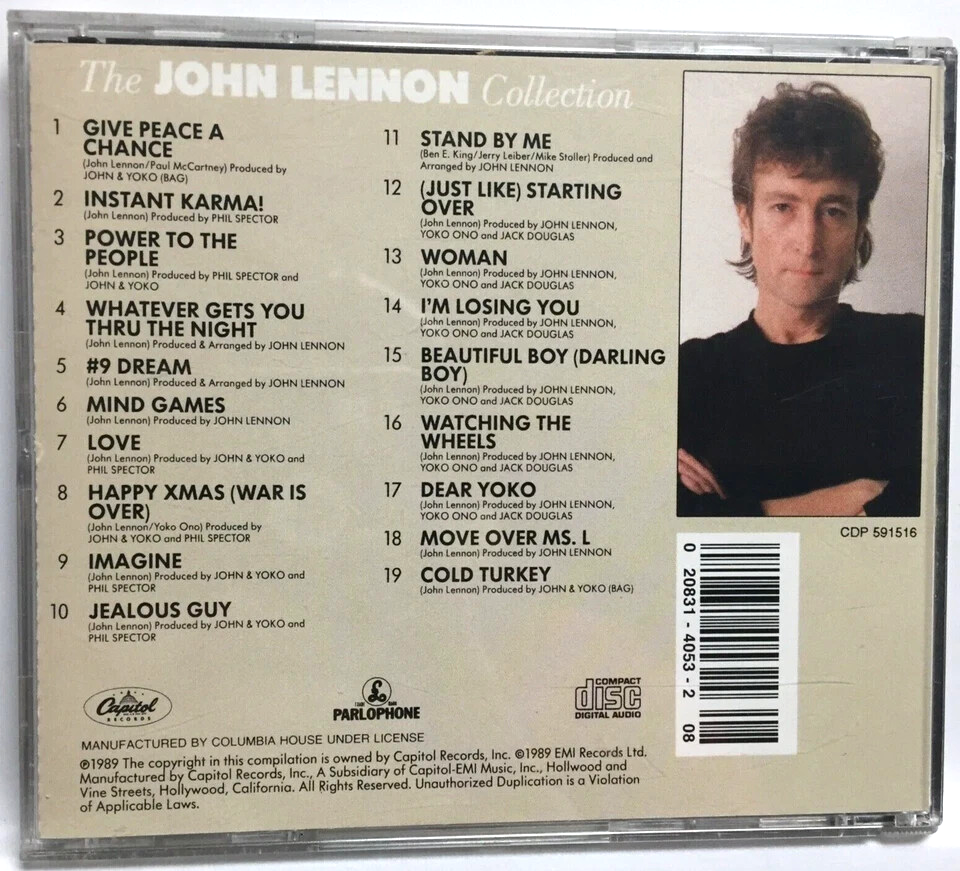 The JOHN LENNON Collection
1 GIVE PEACE A
CHANCE
(John Lennon/Paul McCartney) Produced by
JOHN & YOKO (BAG)
2 INSTANT KARMA!
(John Lennon) Produced by PHIL SPECTOR
3 POWER TO THE
PEOPLE
(John Lennon) Produced by PHIL SPECTOR and
JOHN & YOKO
4 WHATEVER GETS YOU
THRU THE NIGHT
(John Lennon) Produced & Arranged by JOHN LENNON
5 #9 DREAM
(John Lennon) Produced & Arranged by JOHN LENNON
6 MIND GAMES
(John Lennon) Produced by JOHN LENNON
7 LOVE
(John Lennon) Produced by JOHN & YOKO and
PHIL SPECTOR
8 HAPPY XMAS (WAR IS
OVER)
(John Lennon/Yoko Ono) Produced by
JOHN & YOKO and PHIL SPECTOR
9 IMAGINE
(John Lennon) Produced by JOHN & YOKO and
PHIL SPECTOR
10 JEALOUS GUY
(John Lennon) Produced by JOHN & YOKO and
PHIL SPECTOR
11 STAND BY ME
(Ben E. King/Jerry Leiber/Mike Stoller) Produced and
Arranged by JOHN LENNON
12 (JUST LIKE) STARTING
OVER
(John Lennon) Produced by JOHN LENNON,
YOKO ONO and JACK DOUGLAS
13 WOMAN
(John Lennon) Produced by JOHN LENNON,
YOKO ONO and JACK DOUGLAS
14 I'M LOSING YOU
(John Lennon) Produced by JOHN LENNON,
YOKO ONO and JACK DOUGLAS
15 BEAUTIFUL BOY (DARLING
BOY)
(John Lennon) Produced by JOHN LENNON,
YOKO ONO and JACK DOUGLAS
16 WATCHING THE
WHEELS
(John Lennon) Produced by JOHN LENNON,
YOKO ONO and JACK DOUGLAS
17 DEAR YOKO
(John Lennon) Produced by JOHN LENNON,
YOKO ONO and JACK DOUGLAS
18 MOVE OVER MS. L
(John Lennon) Produced by JOHN LENNON
19 COLD TURKEY
(John Lennon) Produced by JOHN & YOKO (BAG)
CDP 591516
0 20831 - 4053 - 2 08
Capitol
RECORDS
PARLOPHONE
COMPACT
disc
DIGITAL AUDIO
MANUFACTURED BY COLUMBIA HOUSE UNDER LICENSE
℗1989 The copyright in this compilation is owned by Capitol Records, Inc. ©1989 EMI Records Ltd.
Manufactured by Capitol Records, Inc., A Subsidiary of Capitol-EMI Music, Inc., Hollwood and
Vine Streets, Hollywood, California. All Rights Reserved. Unauthorized Duplication is a Violation
of Applicable Laws.